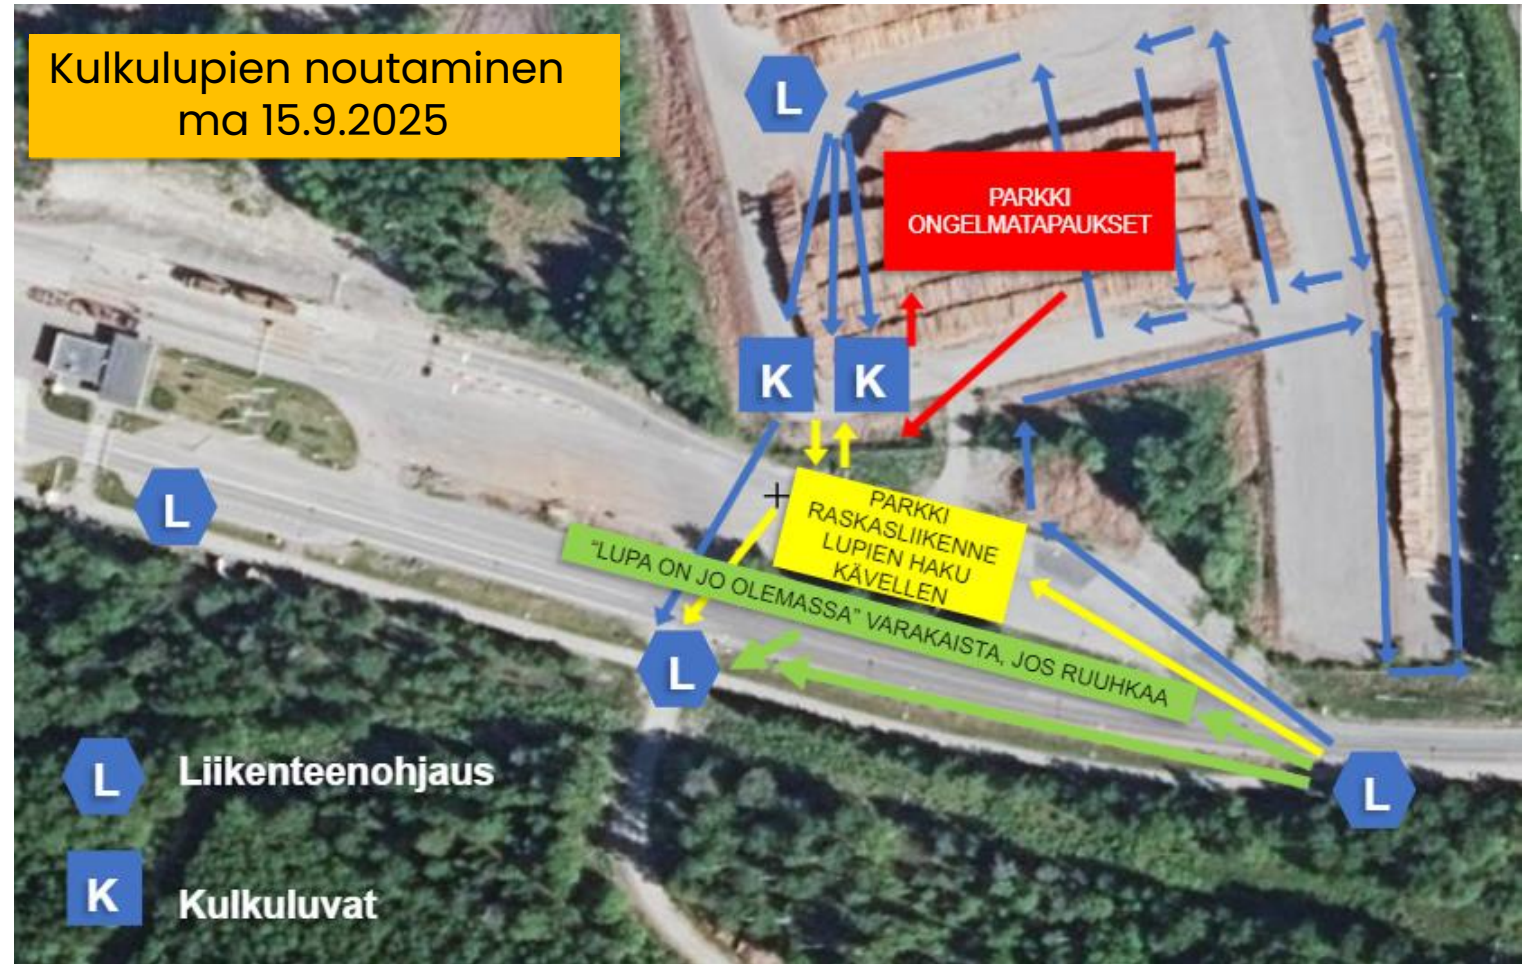 Kulkulupien noutaminen
ma 15.9.2025
L
PARKKI
ONGELMATAPAUKSET
K K
L
PARKKI
RASKASLIIKENNE
LUPIEN HAKU
KÄVELLEN
"LUPA ON JO OLEMASSA" VARAKAISTA, JOS RUUHKAA
L
L
L Liikenteenohjaus
K Kulkuluvat